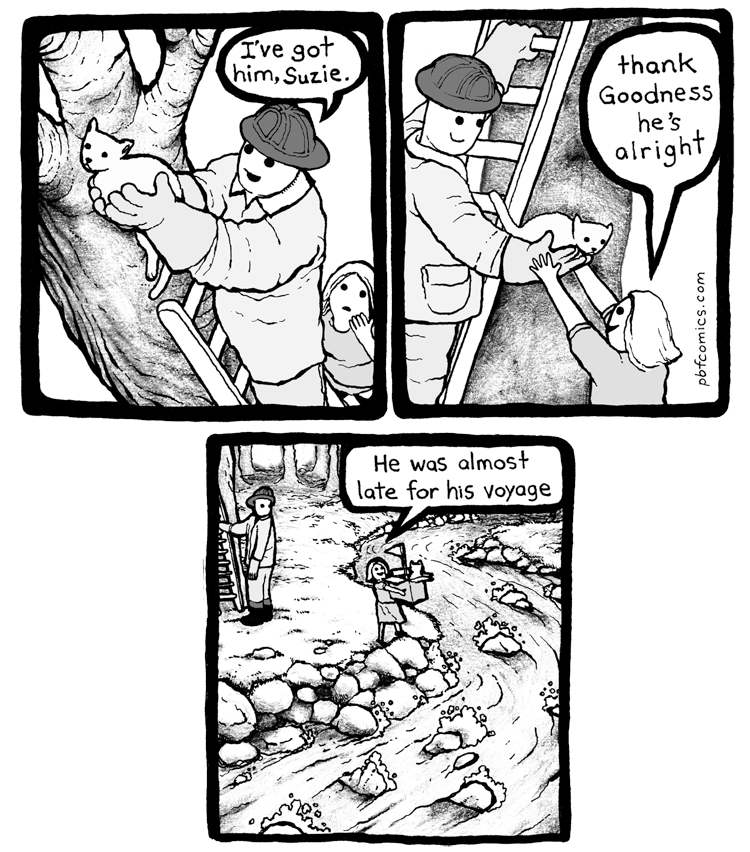 I've got
him, Suzie.
thank
Goodness
he's
alright
pbfcomics.com
He was almost
late for his voyage